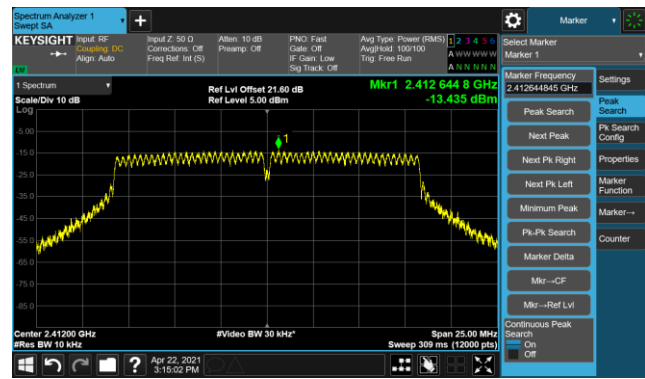 Spectrum Analyzer 1
Swept SA
+
Marker
KEYSIGHT
Input: RF
Coupling: DC
Align: Auto
Input Z: 50 Ω
Corrections: Off
Freq Ref: Int (S)
Atten: 10 dB
Preamp: Off
PNO: Fast
Gate: Off
IF Gain: Low
Sig Track: Off
Avg Type: Power (RMS)
Avg|Hold: 100/100
Trig: Free Run
1 2 3 4 5 6
A W W W W W
A N N N N N
Select Marker
Marker 1
1 Spectrum
Scale/Div 10 dB
Log
Ref Lvl Offset 21.60 dB
Ref Level 5.00 dBm
Mkr1 2.412 644 8 GHz
-13.435 dBm
1
-5.00
-15.0
-25.0
-35.0
-45.0
-55.0
-65.0
-75.0
-85.0
Center 2.41200 GHz
#Res BW 10 kHz
#Video BW 30 kHz*
Span 25.00 MHz
Sweep 309 ms (12000 pts)
Marker Frequency
2.412644845 GHz
Peak Search
Next Peak
Next Pk Right
Next Pk Left
Minimum Peak
Pk-Pk Search
Marker Delta
Mkr→CF
Mkr→Ref Lvl
Continuous Peak
Search
On
Off
Settings
Peak
Search
Pk Search
Config
Properties
Marker
Function
Marker→
Counter
?
Apr 22, 2021
3:15:02 PM